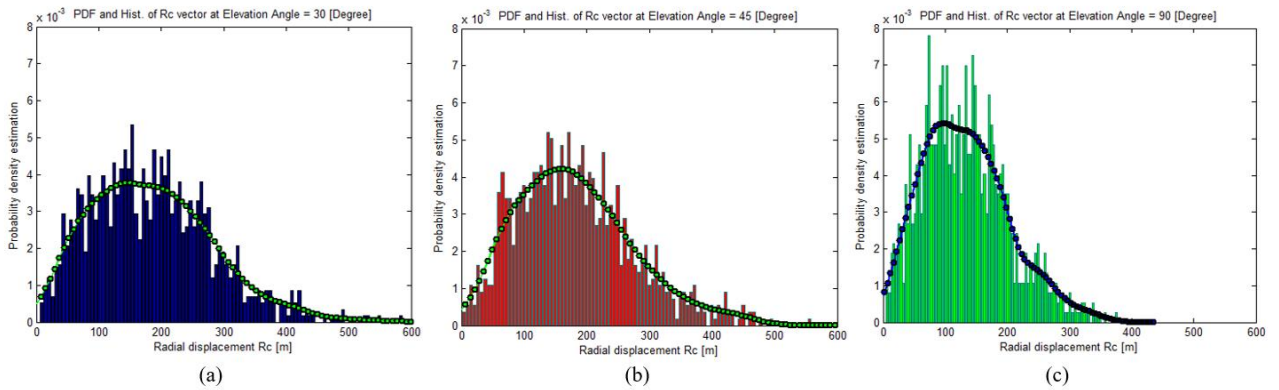 PDF and Hist. of Rc vector at Elevation Angle = 30 [Degree]
x 10^-3
8
7
6
5
4
3
2
1
0
0 100 200 300 400 500 600
Probability density estimation
Radial displacement Rc [m]
(a)
PDF and Hist. of Rc vector at Elevation Angle = 45 [Degree]
x 10^-3
8
7
6
5
4
3
2
1
0
0 100 200 300 400 500 600
Probability density estimation
Radial displacement Rc [m]
(b)
PDF and Hist. of Rc vector at Elevation Angle = 90 [Degree]
x 10^-3
8
7
6
5
4
3
2
1
0
0 100 200 300 400 500 600
Probability density estimation
Radial displacement Rc [m]
(c)